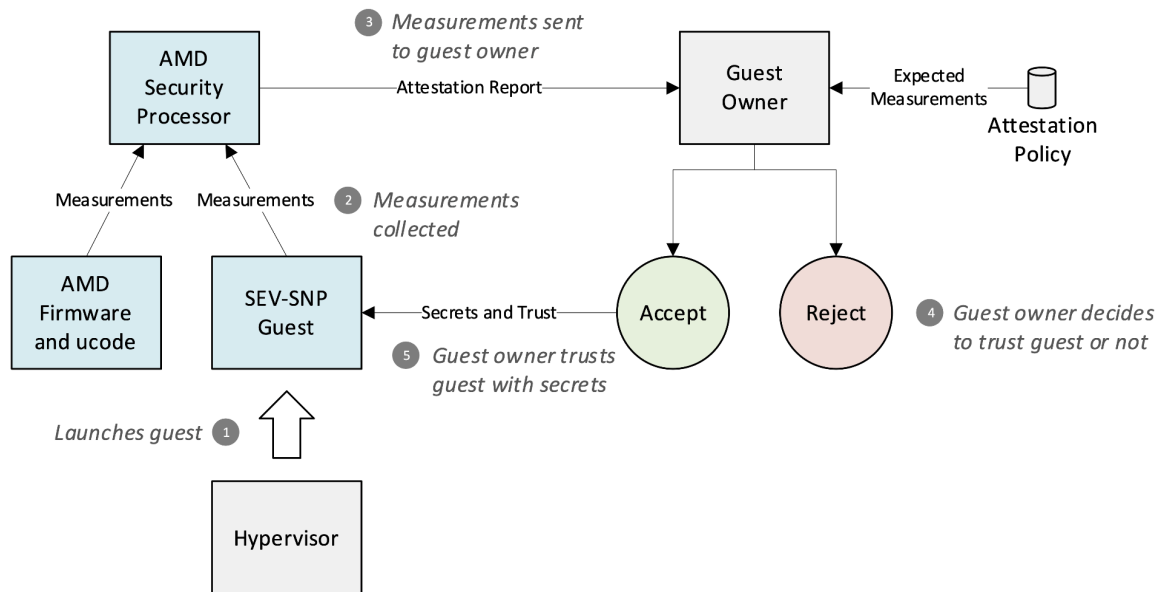 3
Measurements sent
to guest owner
AMD
Security
Processor
Attestation Report
Guest
Owner
Expected
Measurements
Attestation
Policy
Measurements
Measurements
2
Measurements
collected
AMD
Firmware
and ucode
SEV-SNP
Guest
Secrets and Trust
Accept
Reject
4
Guest owner decides
to trust guest or not
5
Guest owner trusts
guest with secrets
Launches guest
1
Hypervisor